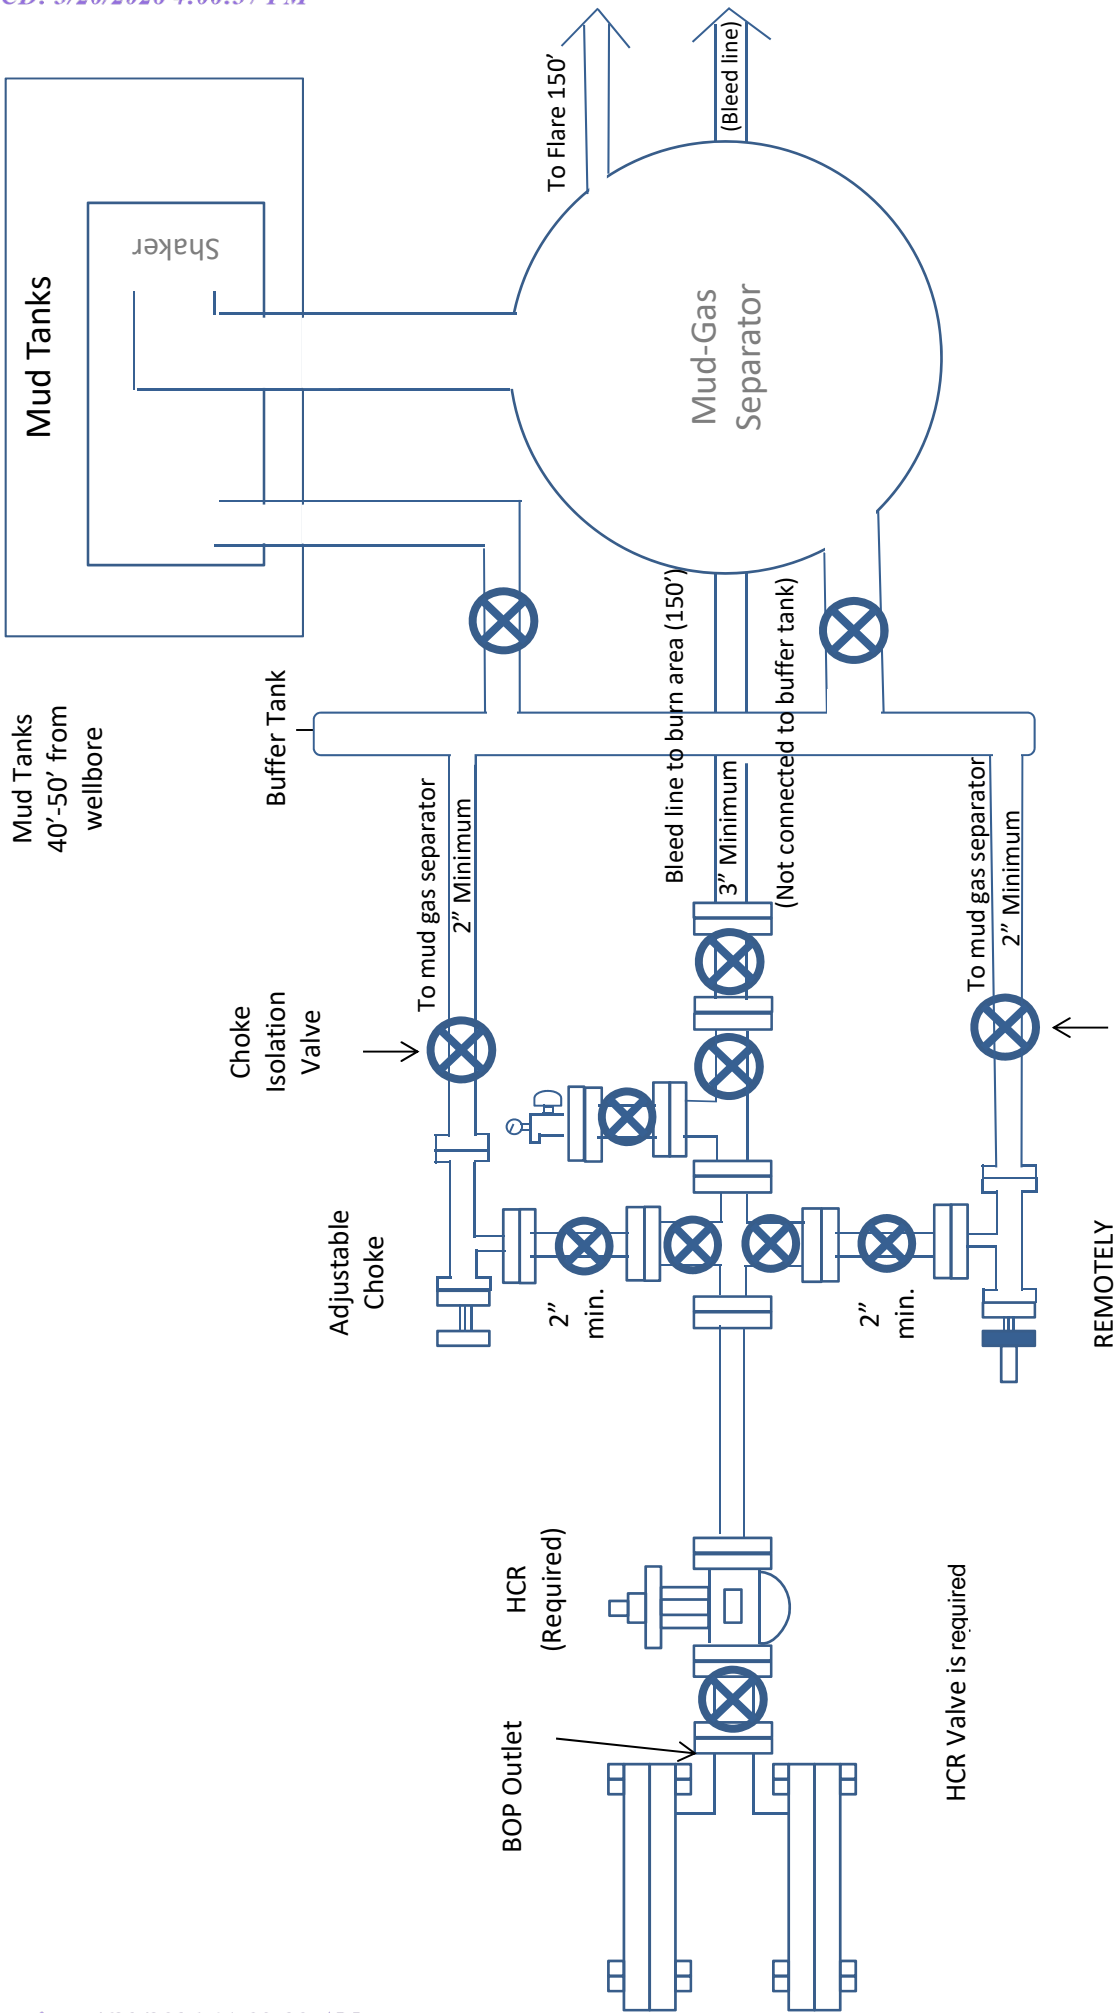 Mud Tanks
Shaker
To Flare 150’
(Bleed line)
Mud-Gas
Separator
Mud Tanks
40’-50’ from
wellbore
Buffer Tank
Bleed line to burn area (150’)
3” Minimum
(Not connected to buffer tank)
To mud gas separator
2” Minimum
To mud gas separator
2” Minimum
Choke
Isolation
Valve
Adjustable
Choke
2”
min.
2”
min.
REMOTELY
HCR
(Required)
BOP Outlet
HCR Valve is required